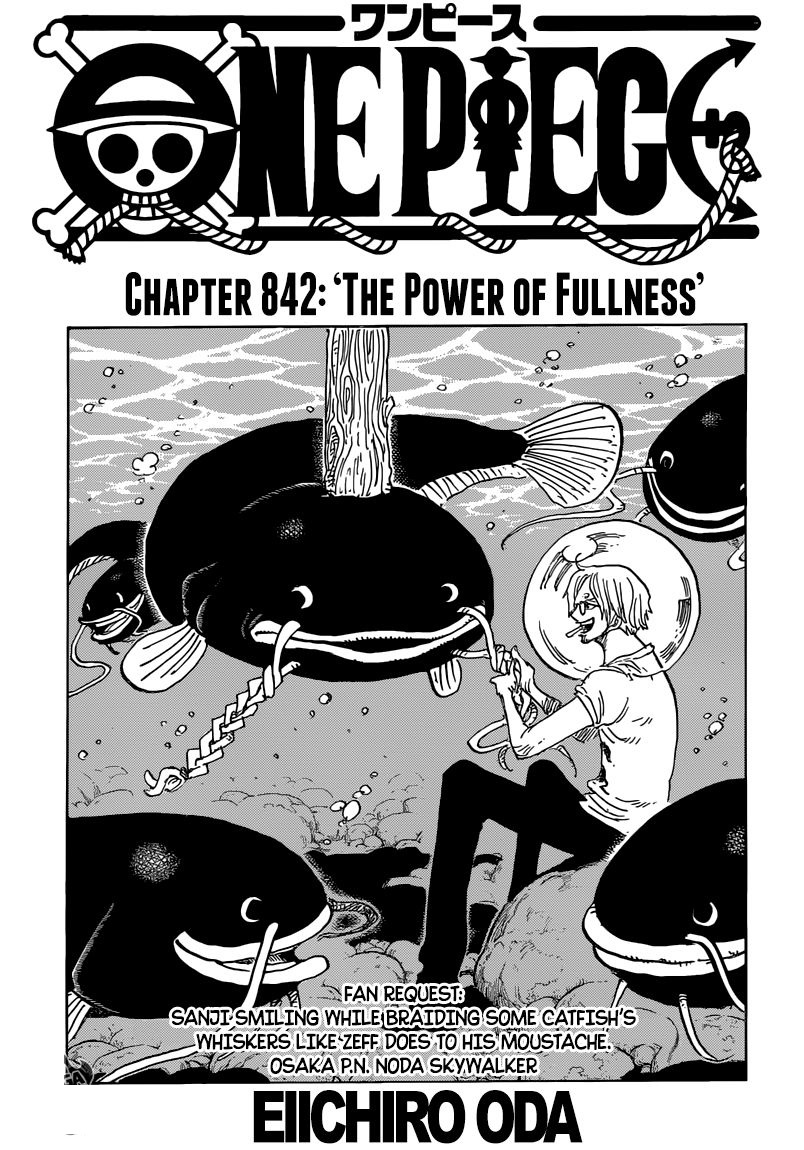 ワンピース
ONE PIECE
CHAPTER 842: ‘THE POWER OF FULLNESS’
FAN REQUEST:
SANJI SMILING WHILE BRAIDING SOME CATFISH'S
WHISKERS LIKE ZEFF DOES TO HIS MOUSTACHE.
OSAKA P.N. NODA SKYWALKER
EIICHIRO ODA